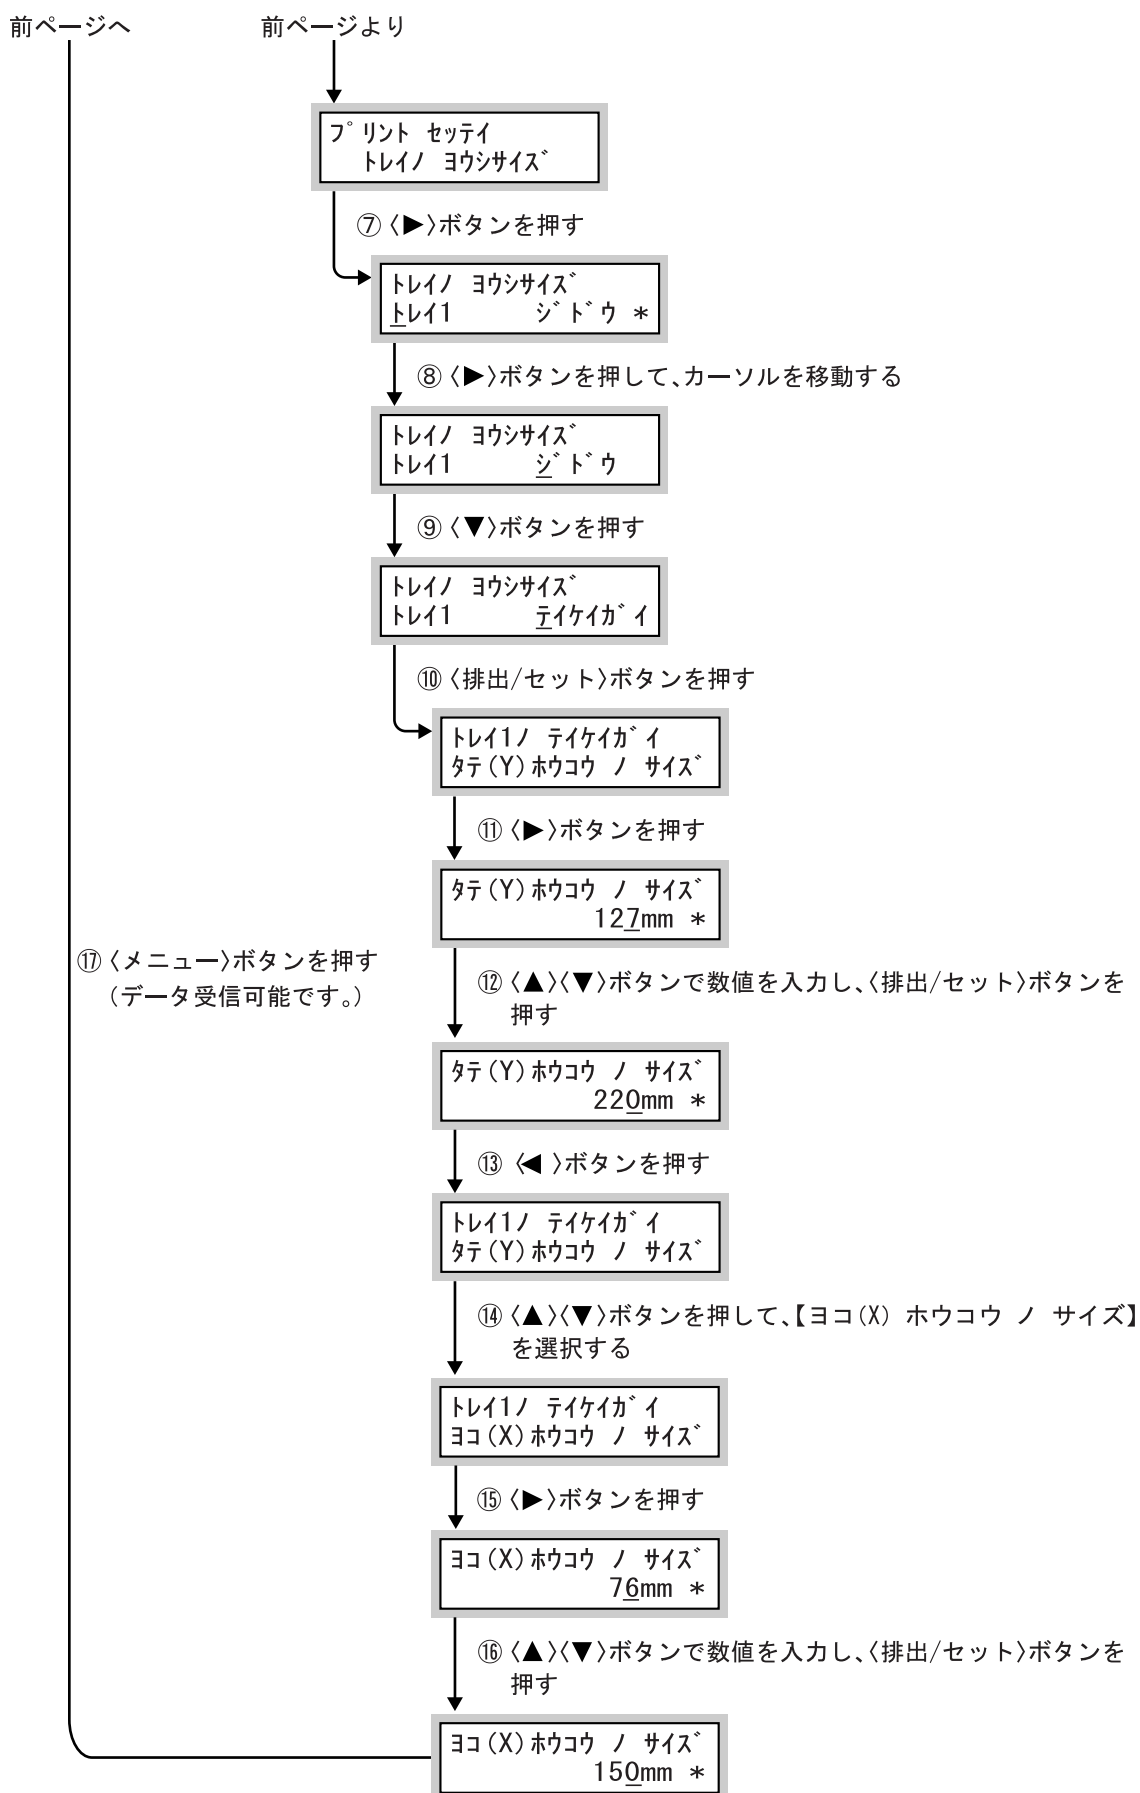 前ページへ
前ページより
ﾌﾟﾘﾝﾄ ｾｯﾃｲ
ﾄﾚｲﾉ ﾖｳｼｻｲｽﾞ
⑦〈▶〉ボタンを押す
ﾄﾚｲﾉ ﾖｳｼｻｲｽﾞ
ﾄﾚｲ1 ｼﾞﾄﾞｳ *
⑧〈▶〉ボタンを押して、カーソルを移動する
ﾄﾚｲﾉ ﾖｳｼｻｲｽﾞ
ﾄﾚｲ1 ｼﾞﾄﾞｳ
⑨〈▼〉ボタンを押す
ﾄﾚｲﾉ ﾖｳｼｻｲｽﾞ
ﾄﾚｲ1 ﾃｲｹｲｶﾞｲ
⑩〈排出/セット〉ボタンを押す
ﾄﾚｲ1ﾉ ﾃｲｹｲｶﾞｲ
ﾀﾃ(Y)ﾎｳｺｳ ﾉ ｻｲｽﾞ
⑪〈▶〉ボタンを押す
ﾀﾃ(Y)ﾎｳｺｳ ﾉ ｻｲｽﾞ
127mm *
⑰〈メニュー〉ボタンを押す
（データ受信可能です。）
⑫〈▲〉〈▼〉ボタンで数値を入力し、〈排出/セット〉ボタンを
押す
ﾀﾃ(Y)ﾎｳｺｳ ﾉ ｻｲｽﾞ
220mm *
⑬〈◀〉ボタンを押す
ﾄﾚｲ1ﾉ ﾃｲｹｲｶﾞｲ
ﾀﾃ(Y)ﾎｳｺｳ ﾉ ｻｲｽﾞ
⑭〈▲〉〈▼〉ボタンを押して、【ヨコ(X) ホウコウ ノ サイズ】
を選択する
ﾄﾚｲ1ﾉ ﾃｲｹｲｶﾞｲ
ﾖｺ(X)ﾎｳｺｳ ﾉ ｻｲｽﾞ
⑮〈▶〉ボタンを押す
ﾖｺ(X)ﾎｳｺｳ ﾉ ｻｲｽﾞ
76mm *
⑯〈▲〉〈▼〉ボタンで数値を入力し、〈排出/セット〉ボタンを
押す
ﾖｺ(X)ﾎｳｺｳ ﾉ ｻｲｽﾞ
150mm *